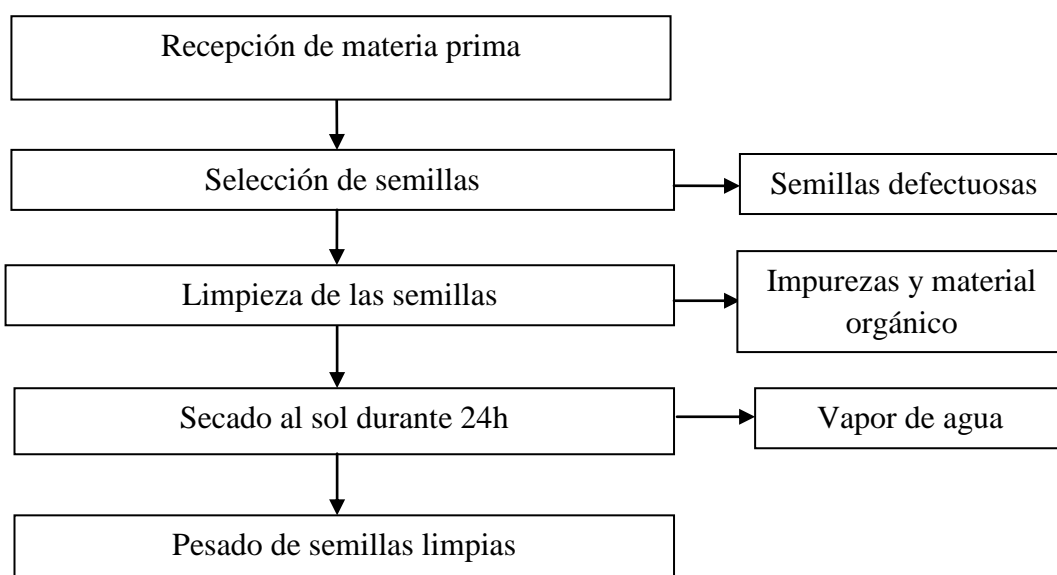 Recepción de materia prima
Selección de semillas
Semillas defectuosas
Limpieza de las semillas
Impurezas y material
orgánico
Secado al sol durante 24h
Vapor de agua
Pesado de semillas limpias